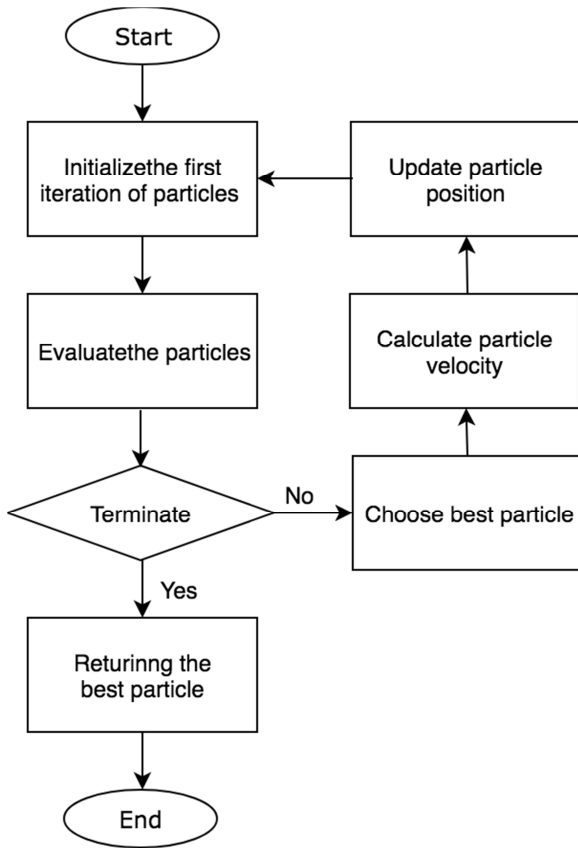 Start
Initializethe first
iteration of particles
Update particle
position
Evaluatethe particles
Calculate particle
velocity
Terminate
No
Choose best particle
Yes
Returinng the
best particle
End